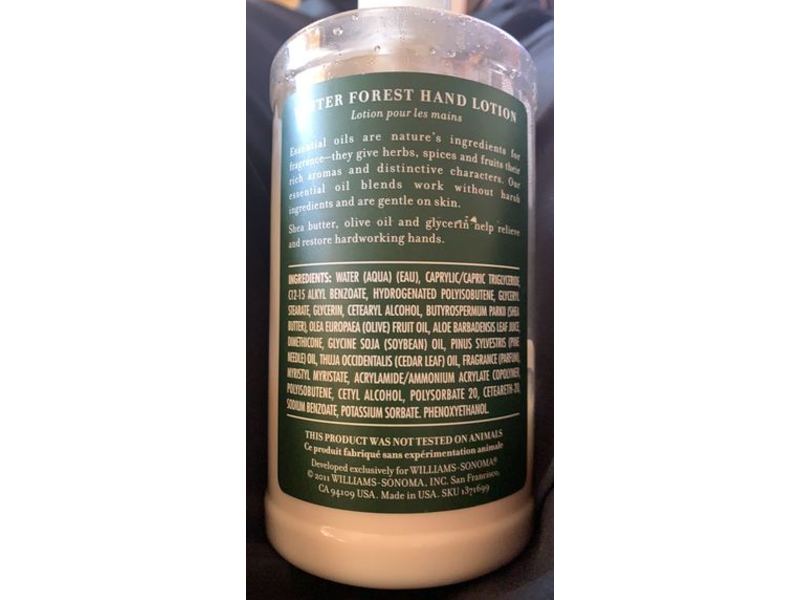 WINTER FOREST HAND LOTION
Lotion pour les mains
Essential oils are nature's ingredients for
fragrance—they give herbs, spices and fruits their
rich aromas and distinctive characters. Our
essential oil blends work without harsh
ingredients and are gentle on skin.
Shea butter, olive oil and glycerin help relieve
and restore hardworking hands.
INGREDIENTS: WATER (AQUA) (EAU), CAPRYLIC/CAPRIC TRIGLYCERIDE,
C12-15 ALKYL BENZOATE, HYDROGENATED POLYISOBUTENE, GLYCERYL
STEARATE, GLYCERIN, CETEARYL ALCOHOL, BUTYROSPERMUM PARKII (SHEA
BUTTER), OLEA EUROPAEA (OLIVE) FRUIT OIL, ALOE BARBADENSIS LEAF JUICE,
DIMETHICONE, GLYCINE SOJA (SOYBEAN) OIL, PINUS SYLVESTRIS (PINE
NEEDLE) OIL, THUJA OCCIDENTALIS (CEDAR LEAF) OIL, FRAGRANCE (PARFUM),
MYRISTYL MYRISTATE, ACRYLAMIDE/AMMONIUM ACRYLATE COPOLYMER,
POLYISOBUTENE, CETYL ALCOHOL, POLYSORBATE 20, CETEARETH-20,
SODIUM BENZOATE, POTASSIUM SORBATE. PHENOXYETHANOL.
THIS PRODUCT WAS NOT TESTED ON ANIMALS
Ce produit fabriqué sans expérimentation animale
Developed exclusively for WILLIAMS-SONOMA®
© 2011 WILLIAMS-SONOMA, INC. San Francisco,
CA 94109 USA. Made in USA. SKU 1371699